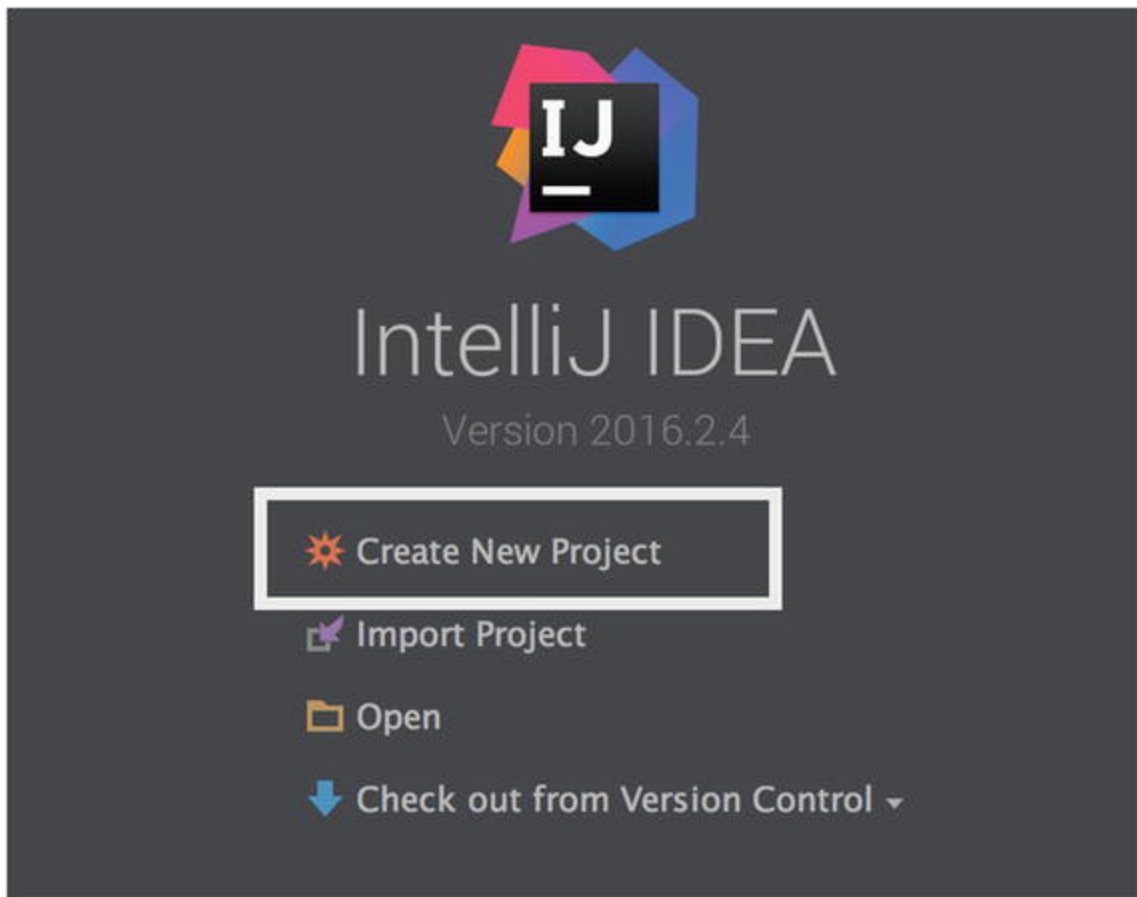 IJ
IntelliJ IDEA
Version 2016.2.4
Create New Project
Import Project
Open
Check out from Version Control